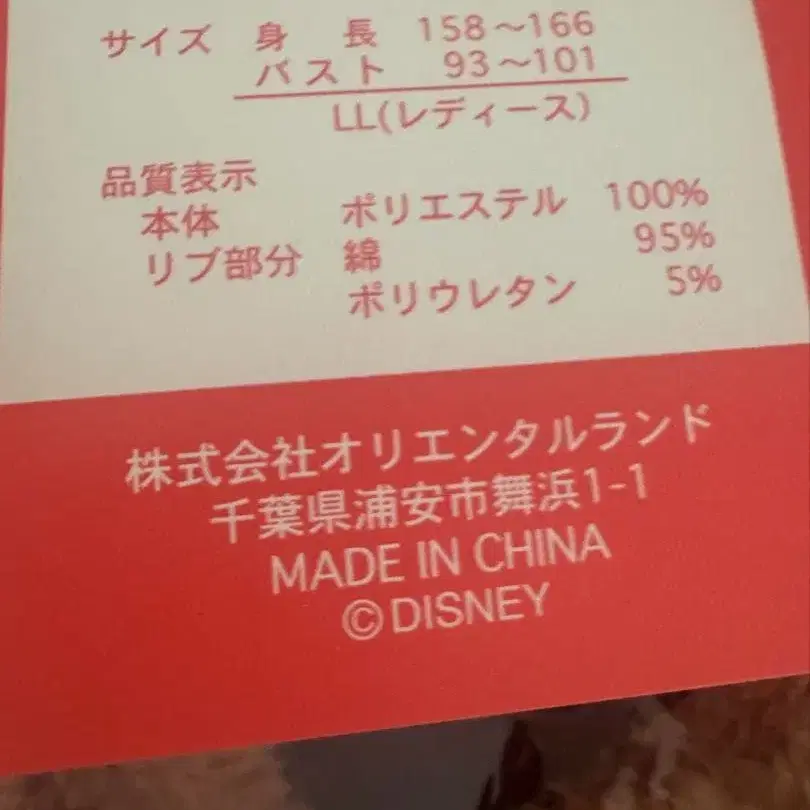 サイズ 身長 158～166
バスト 93～101
LL(レディース)
品質表示
本体 ポリエステル 100%
リブ部分 綿 95%
ポリウレタン 5%
株式会社オリエンタルランド
千葉県浦安市舞浜1-1
MADE IN CHINA
©DISNEY